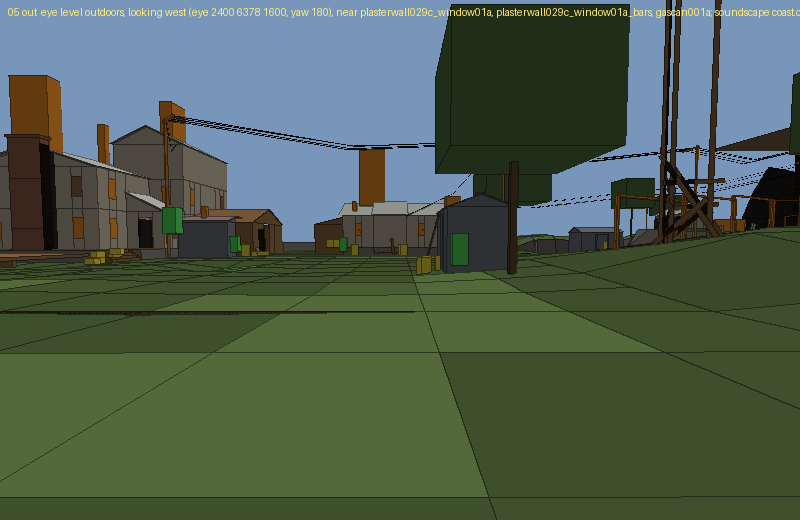 05 out eye level outdoors, looking west (eye 2400 6378 1600, yaw 180), near plasterwall029c_window01a, plasterwall029c_window01a_bars, gascan001a; soundscape coast.c